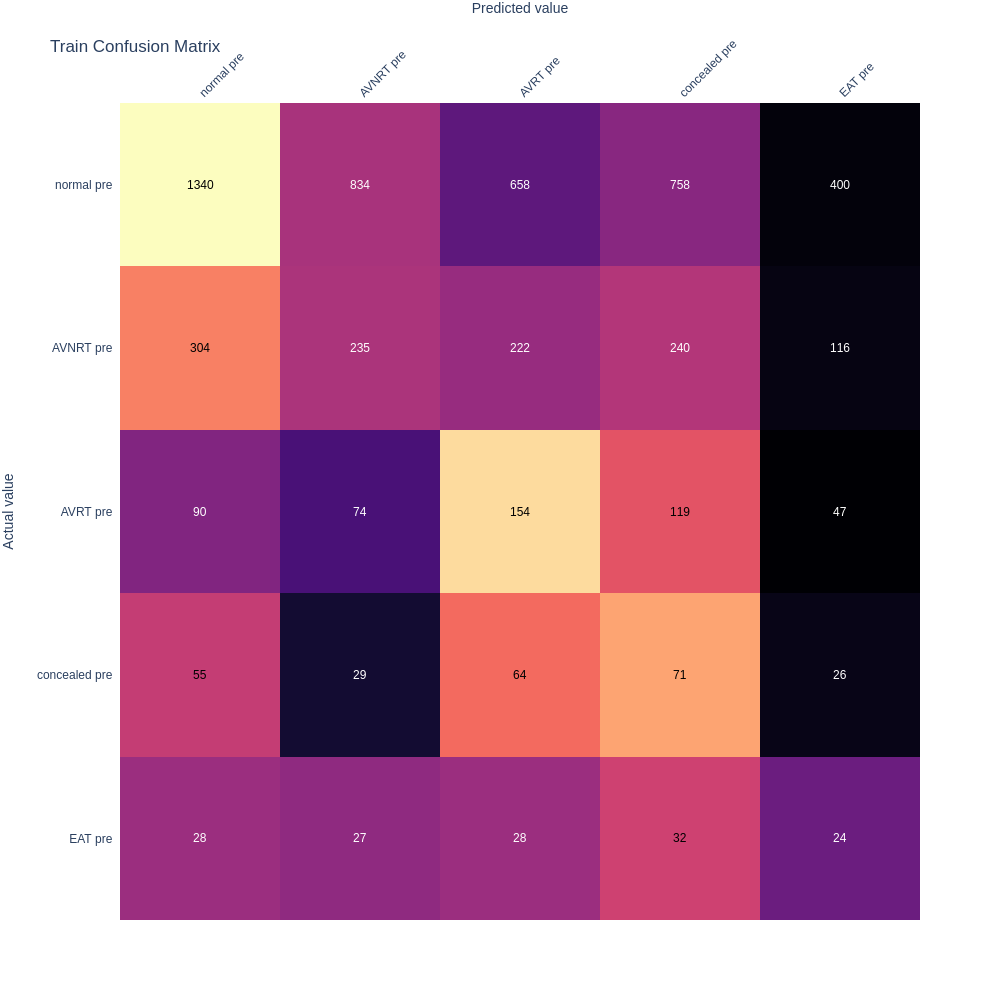 Predicted value
Train Confusion Matrix
normal pre AVNRT pre AVRT pre concealed pre EAT pre
normal pre 1340 834 658 758 400
AVNRT pre 304 235 222 240 116
AVRT pre 90 74 154 119 47
Actual value
concealed pre 55 29 64 71 26
EAT pre 28 27 28 32 24